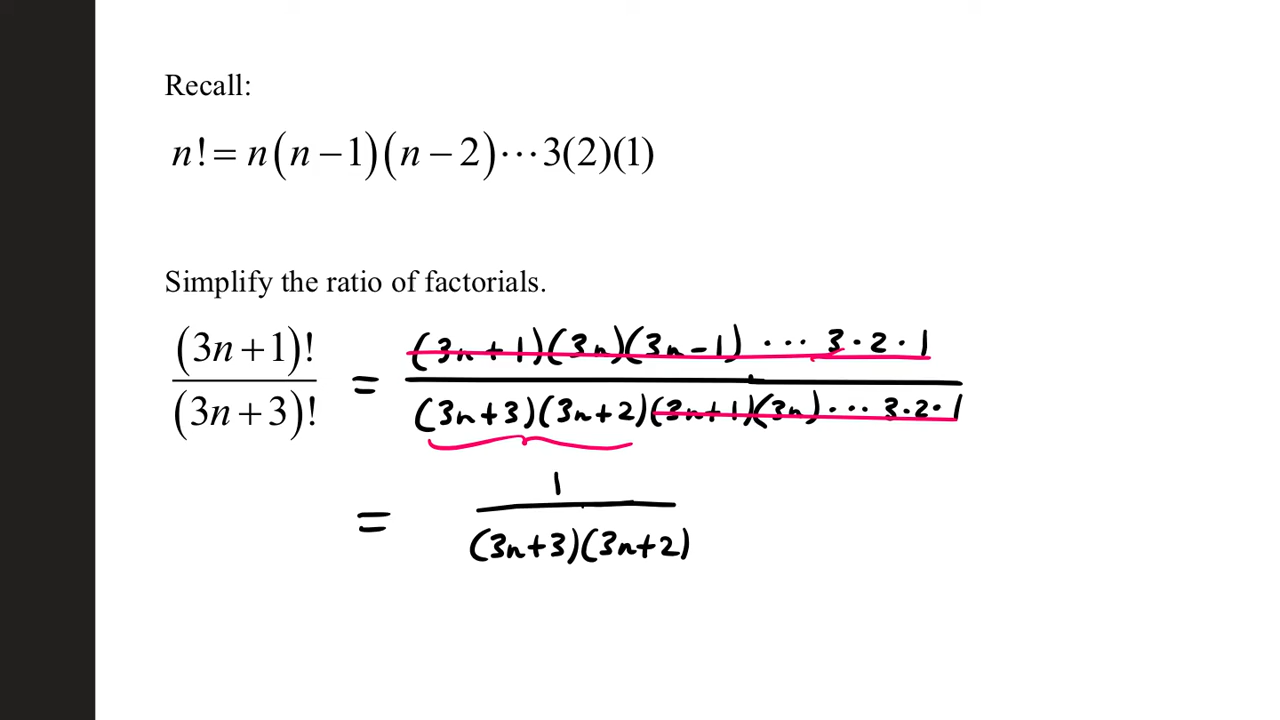 Recall:
n! = n(n − 1)(n − 2)⋯3(2)(1)
Simplify the ratio of factorials.
(3n + 1)! / (3n + 3)! = (3n + 1)(3n)(3n − 1) ⋯ 3 · 2 · 1 / (3n + 3)(3n + 2)(3n + 1)(3n) ⋯ 3 · 2 · 1
= 1 / (3n + 3)(3n + 2)